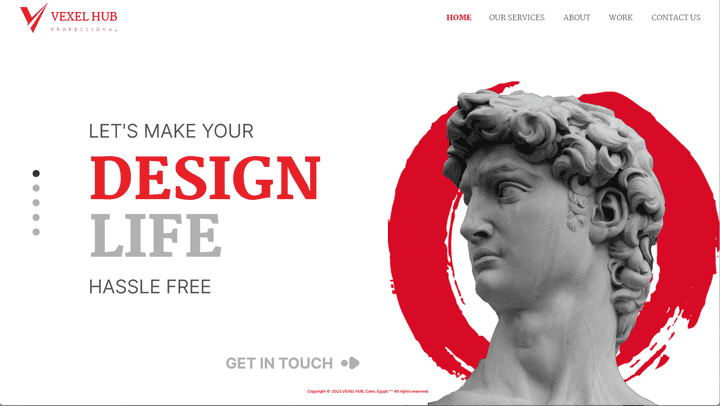 VEXEL HUB
PROFESSIONAL
HOME OUR SERVICES ABOUT WORK CONTACT US
LET'S MAKE YOUR
DESIGN
LIFE
HASSLE FREE
GET IN TOUCH
Copyright © 2023 VEXEL HUB, Cairo, Egypt.** All rights reserved.